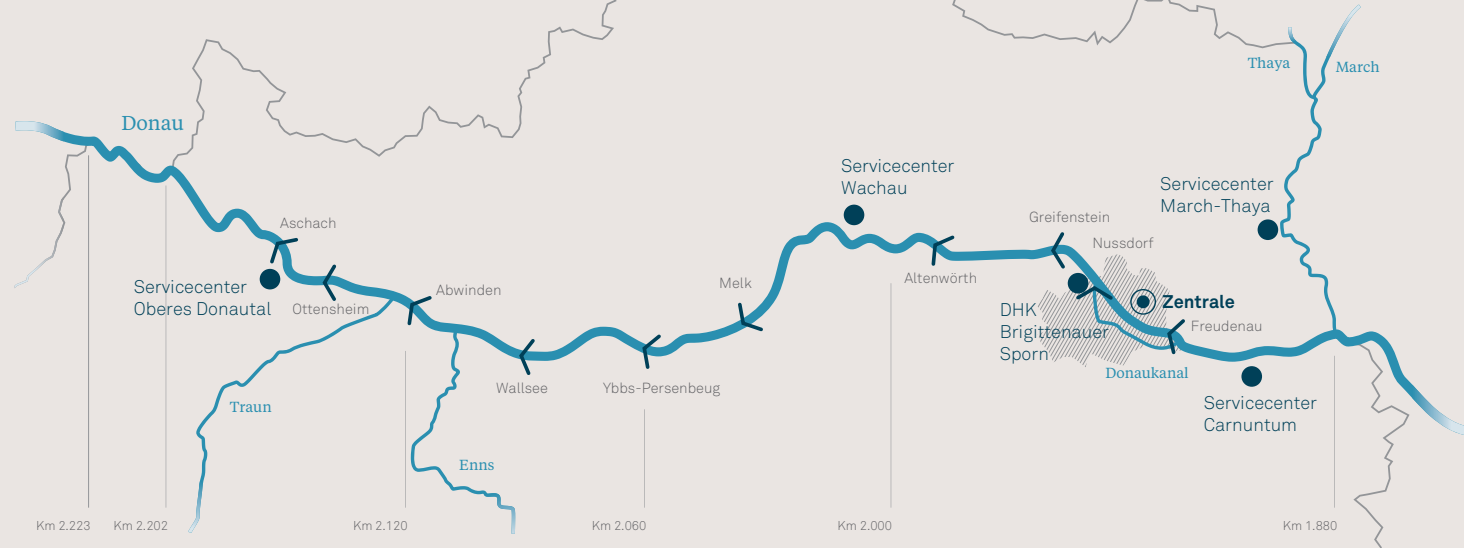 Thaya
March
Donau
Servicecenter
Wachau
Servicecenter
March-Thaya
Aschach
Greifenstein
Nussdorf
Servicecenter
Oberes Donautal
Ottensheim
Abwinden
Melk
Altenwörth
DHK
Brigittenauer
Sporn
Zentrale
Freudenau
Donaukanal
Wallsee
Ybbs-Persenbeug
Traun
Servicecenter
Carnuntum
Enns
Km 2.223
Km 2.202
Km 2.120
Km 2.060
Km 2.000
Km 1.880